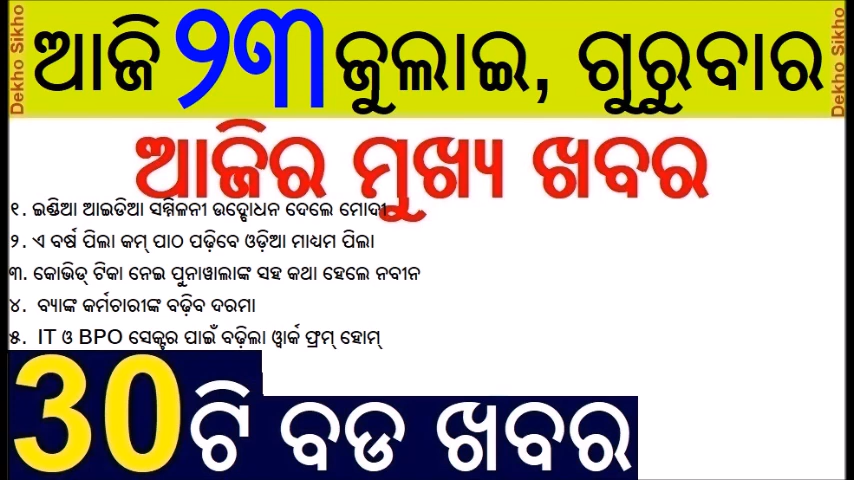 Dekho Sikho
ଆଜି ୨୩ ଜୁଲାଇ, ଗୁରୁବାର
Dekho Sikho
ଆଜିର ମୁଖ୍ୟ ଖବର
୧. ଇଣ୍ଡିଆ ଆଇଡିଆ ସମ୍ମିଳନୀ ଉଦ୍ବୋଧନ ଦେଲେ ମୋଦୀ
୨. ଏ ବର୍ଷ ପିଲା କମ୍ ପାଠ ପଢ଼ିବେ ଓଡ଼ିଆ ମାଧ୍ୟମ ପିଲା
୩. କୋଭିଡ୍ ଟିକା ନେଇ ପୁନାୱାଲାଙ୍କ ସହ କଥା ହେଲେ ନବୀନ
୪. ବ୍ୟାଙ୍କ କର୍ମଚାରୀଙ୍କ ବଢ଼ିବ ଦରମା
୫. IT ଓ BPO ସେକ୍ଟର ପାଇଁ ବଢ଼ିଲା ୱାର୍କ ଫ୍ରମ୍ ହୋମ୍
30ଟି ବଡ ଖବର